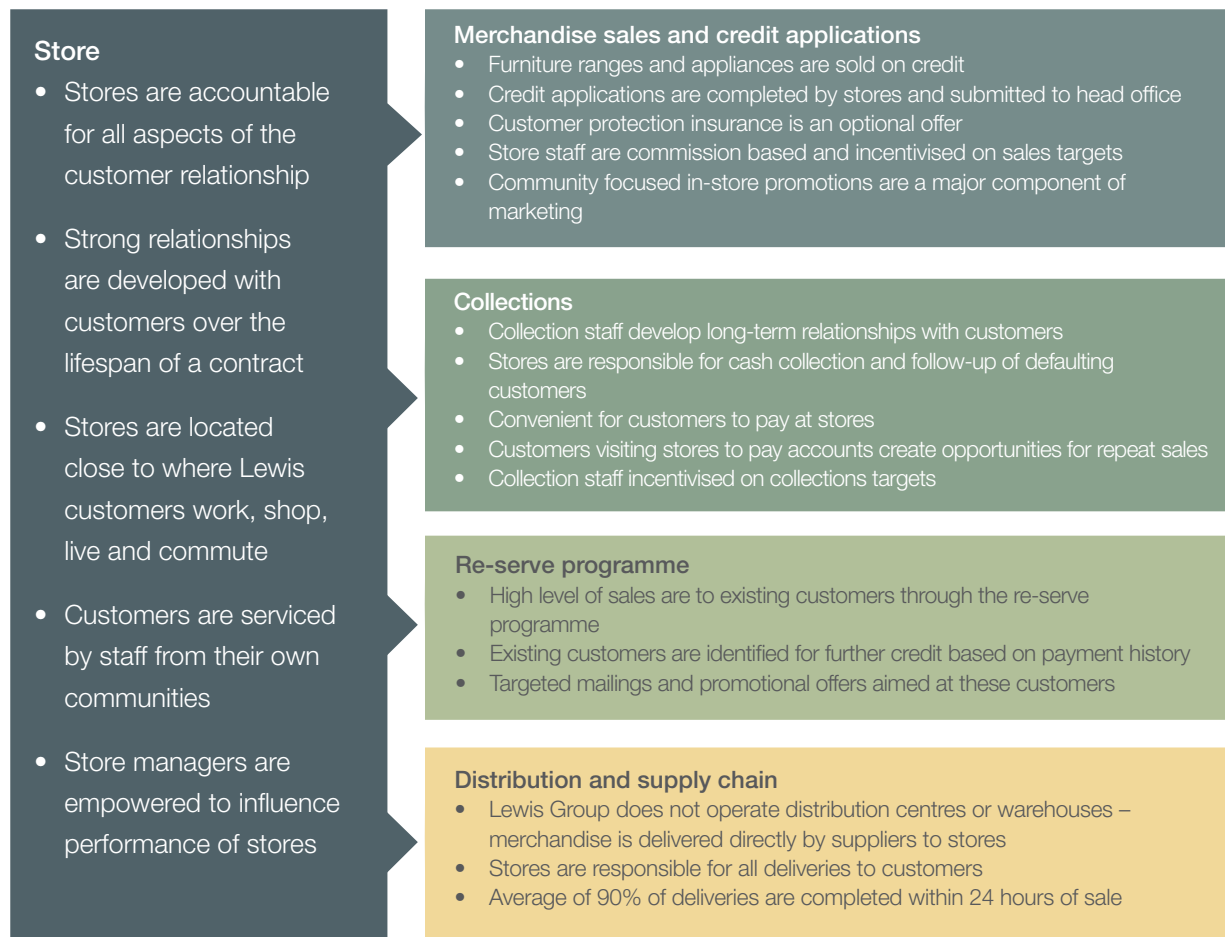 Store
• Stores are accountable
for all aspects of the
customer relationship
• Strong relationships
are developed with
customers over the
lifespan of a contract
• Stores are located
close to where Lewis
customers work, shop,
live and commute
• Customers are serviced
by staff from their own
communities
• Store managers are
empowered to influence
performance of stores
Merchandise sales and credit applications
• Furniture ranges and appliances are sold on credit
• Credit applications are completed by stores and submitted to head office
• Customer protection insurance is an optional offer
• Store staff are commission based and incentivised on sales targets
• Community focused in-store promotions are a major component of
marketing
Collections
• Collection staff develop long-term relationships with customers
• Stores are responsible for cash collection and follow-up of defaulting
customers
• Convenient for customers to pay at stores
• Customers visiting stores to pay accounts create opportunities for repeat sales
• Collection staff incentivised on collections targets
Re-serve programme
• High level of sales are to existing customers through the re-serve
programme
• Existing customers are identified for further credit based on payment history
• Targeted mailings and promotional offers aimed at these customers
Distribution and supply chain
• Lewis Group does not operate distribution centres or warehouses –
merchandise is delivered directly by suppliers to stores
• Stores are responsible for all deliveries to customers
• Average of 90% of deliveries are completed within 24 hours of sale